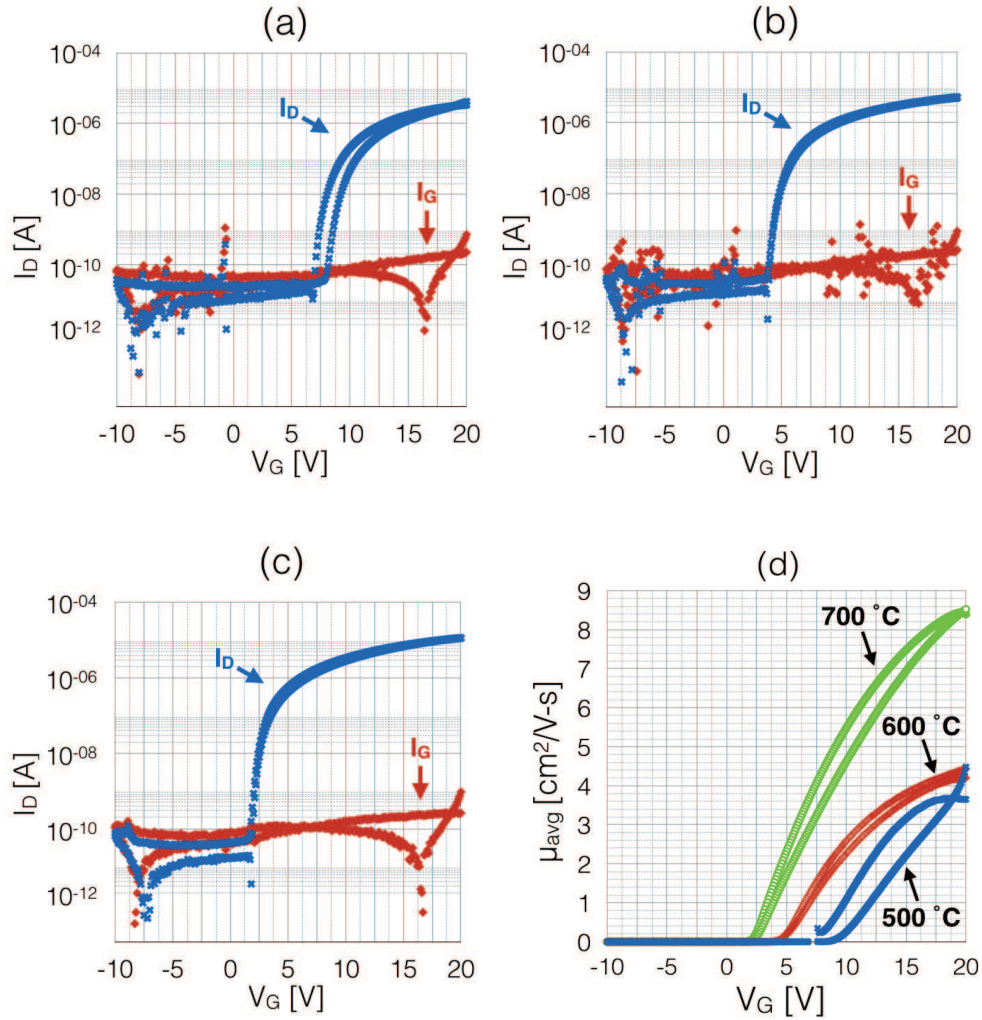 (a)
10-04
10-06
10-08
10-10
10-12
ID [A]
ID
IG
-10 -5 0 5 10 15 20
VG [V]
(b)
10-04
10-06
10-08
10-10
10-12
ID [A]
ID
IG
-10 -5 0 5 10 15 20
VG [V]
(c)
10-04
10-06
10-08
10-10
10-12
ID [A]
ID
IG
-10 -5 0 5 10 15 20
VG [V]
(d)
9
8
7
6
5
4
3
2
1
0
μavg [cm2/V-s]
700 °C
600 °C
500 °C
-10 -5 0 5 10 15 20
VG [V]